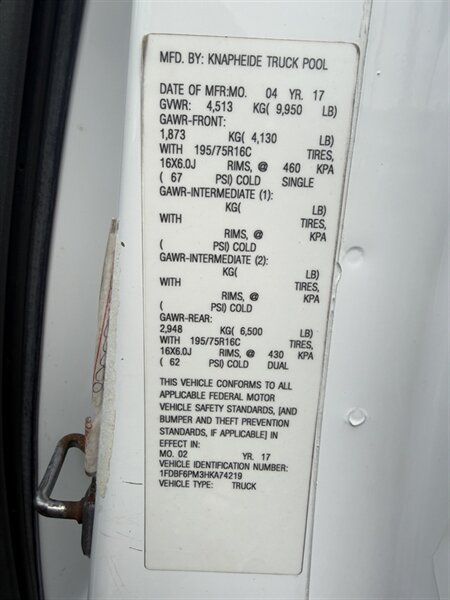 MFD. BY: KNAPHEIDE TRUCK POOL
DATE OF MFR:MO. 04 YR. 17
GVWR: 4,513 KG( 9,950 LB)
GAWR-FRONT:
1,873 KG( 4,130 LB)
WITH 195/75R16C TIRES,
16X6.0J RIMS, @ 460 KPA
( 67 PSI) COLD SINGLE
GAWR-INTERMEDIATE (1):
KG( LB)
WITH TIRES,
RIMS, @ KPA
( PSI) COLD
GAWR-INTERMEDIATE (2):
KG( LB)
WITH TIRES,
RIMS, @ KPA
( PSI) COLD
GAWR-REAR:
2,948 KG( 6,500 LB)
WITH 195/75R16C TIRES,
16X6.0J RIMS, @ 430 KPA
( 62 PSI) COLD DUAL
THIS VEHICLE CONFORMS TO ALL
APPLICABLE FEDERAL MOTOR
VEHICLE SAFETY STANDARDS, [AND
BUMPER AND THEFT PREVENTION
STANDARDS, IF APPLICABLE] IN
EFFECT IN:
MO. 02 YR. 17
VEHICLE IDENTIFICATION NUMBER:
1FDBF6PM3HKA74219
VEHICLE TYPE: TRUCK